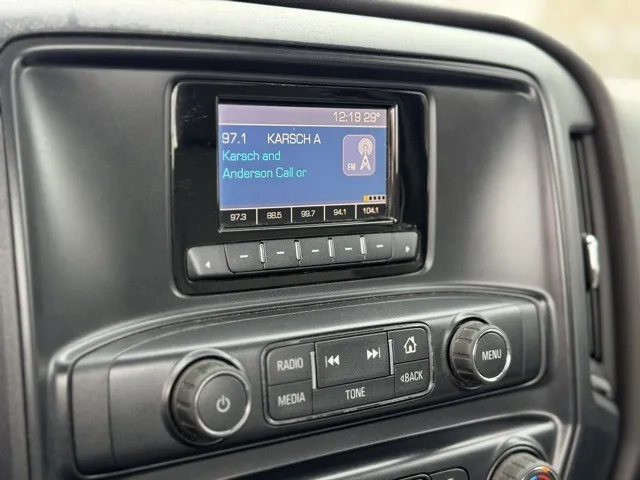 12:19 29°
97.1 KARSCH A
Karsch and
Anderson Call or
FM
97.3 88.5 99.7 94.1 104.1
RADIO
MEDIA
TONE
BACK
MENU